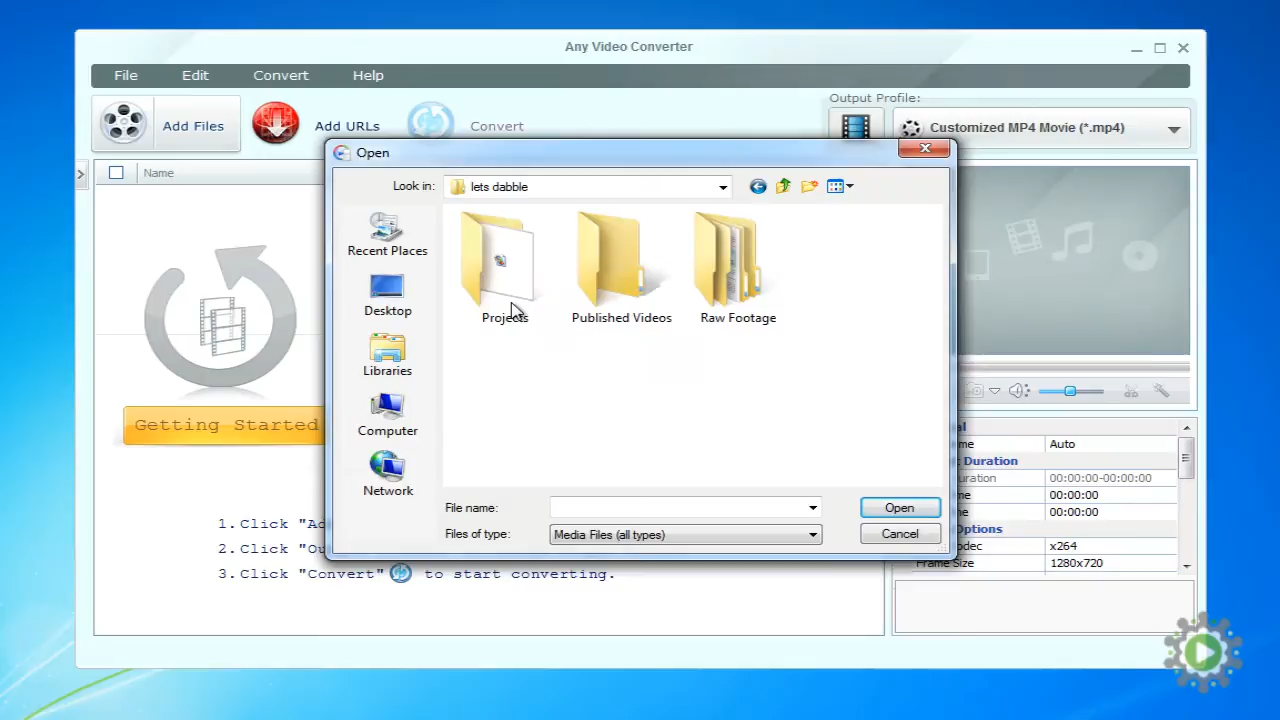 Any Video Converter
File Edit Convert Help
Output Profile:
Add Files Add URLs Convert Customized MP4 Movie (*.mp4)
Open
Name
Look in: lets dabble
Recent Places
Desktop
Libraries
Computer
Network
Projects Published Videos Raw Footage
Getting Started
File name: Open
Files of type: Media Files (all types) Cancel
1.Click "A
2.Click "Ou
3.Click "Convert" to start converting.
al
me Auto
t Duration
uration 00:00:00-00:00:00
me 00:00:00
me 00:00:00
Options
odec x264
Frame Size 1280x720